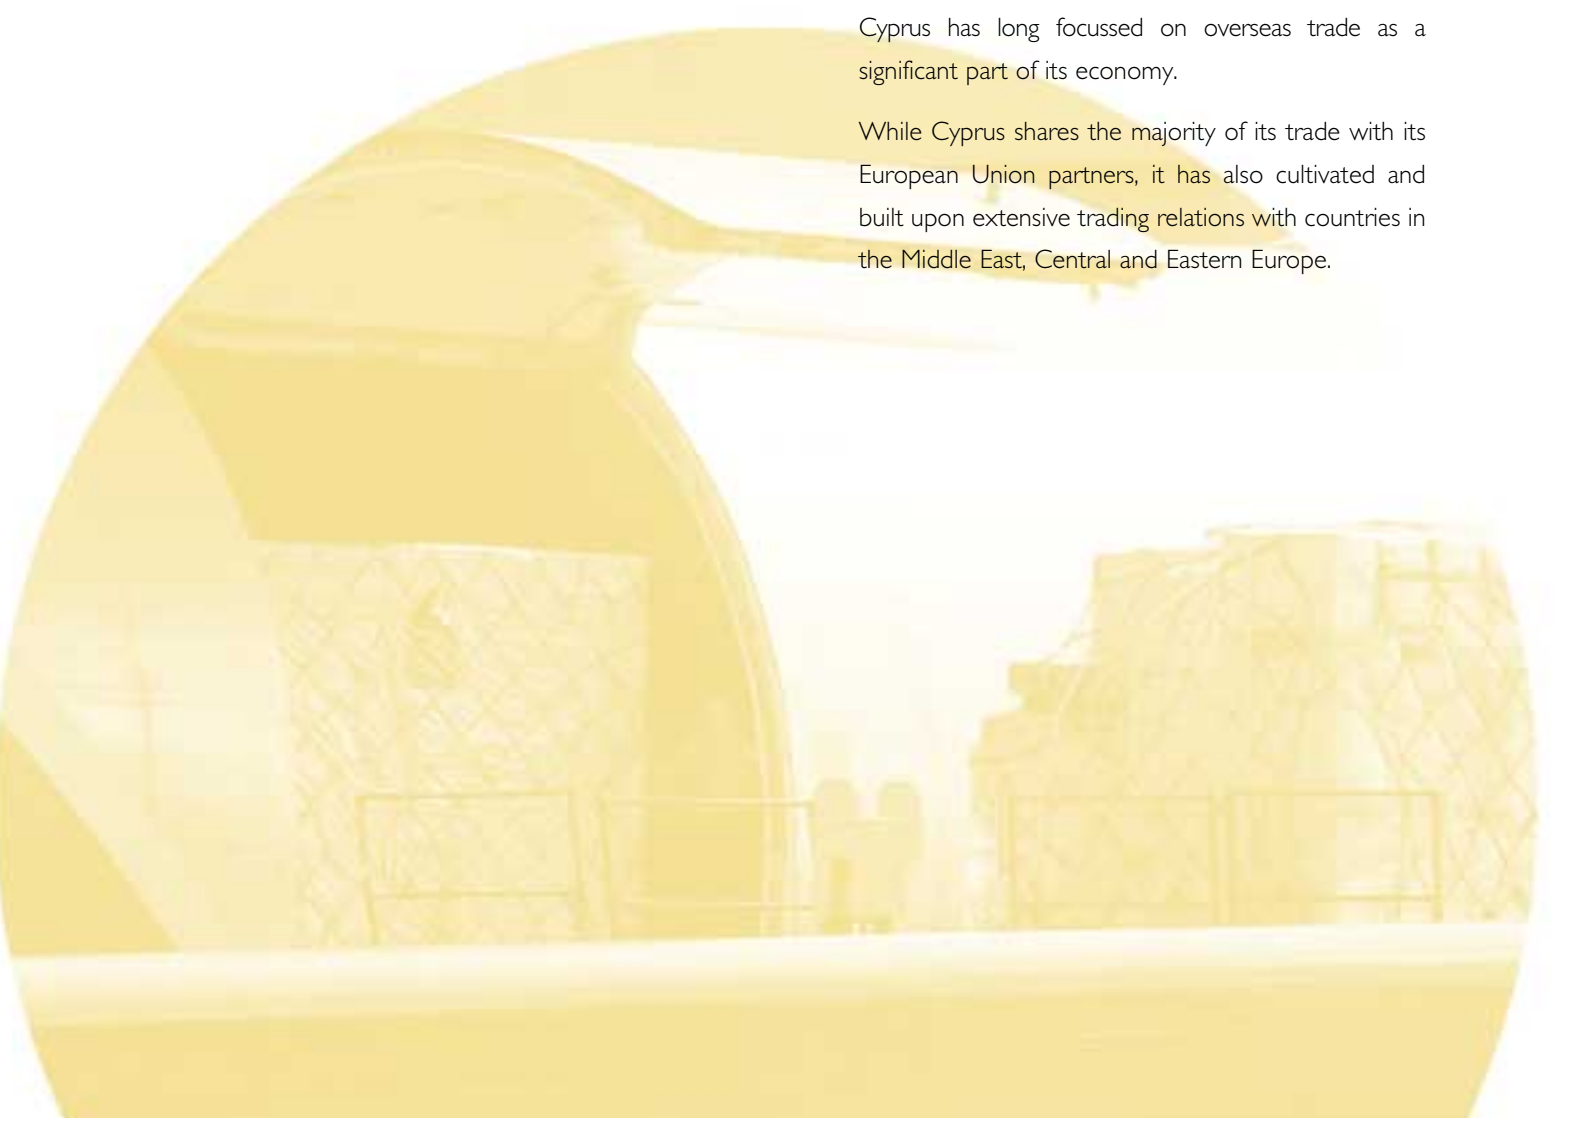 Cyprus has long focussed on overseas trade as a
significant part of its economy.
While Cyprus shares the majority of its trade with its
European Union partners, it has also cultivated and
built upon extensive trading relations with countries in
the Middle East, Central and Eastern Europe.